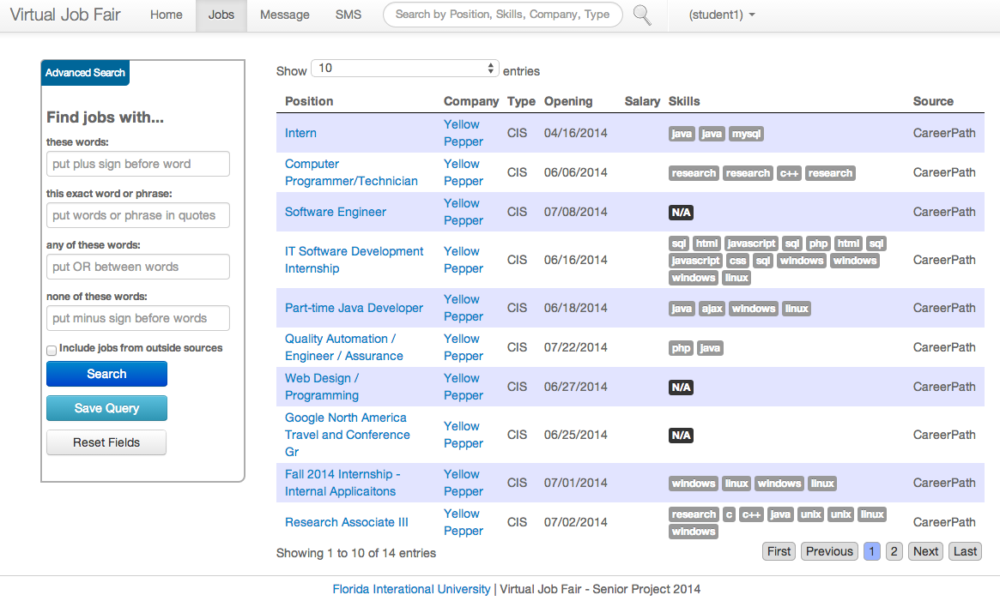 Virtual Job Fair Home Jobs Message SMS Search by Position, Skills, Company, Type (student1)
Advanced Search
Find jobs with...
these words:
put plus sign before word
this exact word or phrase:
put words or phrase in quotes
any of these words:
put OR between words
none of these words:
put minus sign before words
Include jobs from outside sources
Search
Save Query
Reset Fields
Show 10 entries
Position Company Type Opening Salary Skills Source
Intern Yellow Pepper CIS 04/16/2014 java java mysql CareerPath
Computer Programmer/Technician Yellow Pepper CIS 06/06/2014 research research c++ research CareerPath
Software Engineer Yellow Pepper CIS 07/08/2014 N/A CareerPath
IT Software Development Internship Yellow Pepper CIS 06/16/2014 sql html javascript sql php html sql javascript css sql windows windows windows linux CareerPath
Part-time Java Developer Yellow Pepper CIS 06/18/2014 java ajax windows linux CareerPath
Quality Automation / Engineer / Assurance Yellow Pepper CIS 07/22/2014 php java CareerPath
Web Design / Programming Yellow Pepper CIS 06/27/2014 N/A CareerPath
Google North America Travel and Conference Gr Yellow Pepper CIS 06/25/2014 N/A CareerPath
Fall 2014 Internship - Internal Applicaitons Yellow Pepper CIS 07/01/2014 windows linux windows linux CareerPath
Research Associate III Yellow Pepper CIS 07/02/2014 research c c++ java unix unix linux windows CareerPath
Showing 1 to 10 of 14 entries
First Previous 1 2 Next Last
Florida Interational University | Virtual Job Fair - Senior Project 2014